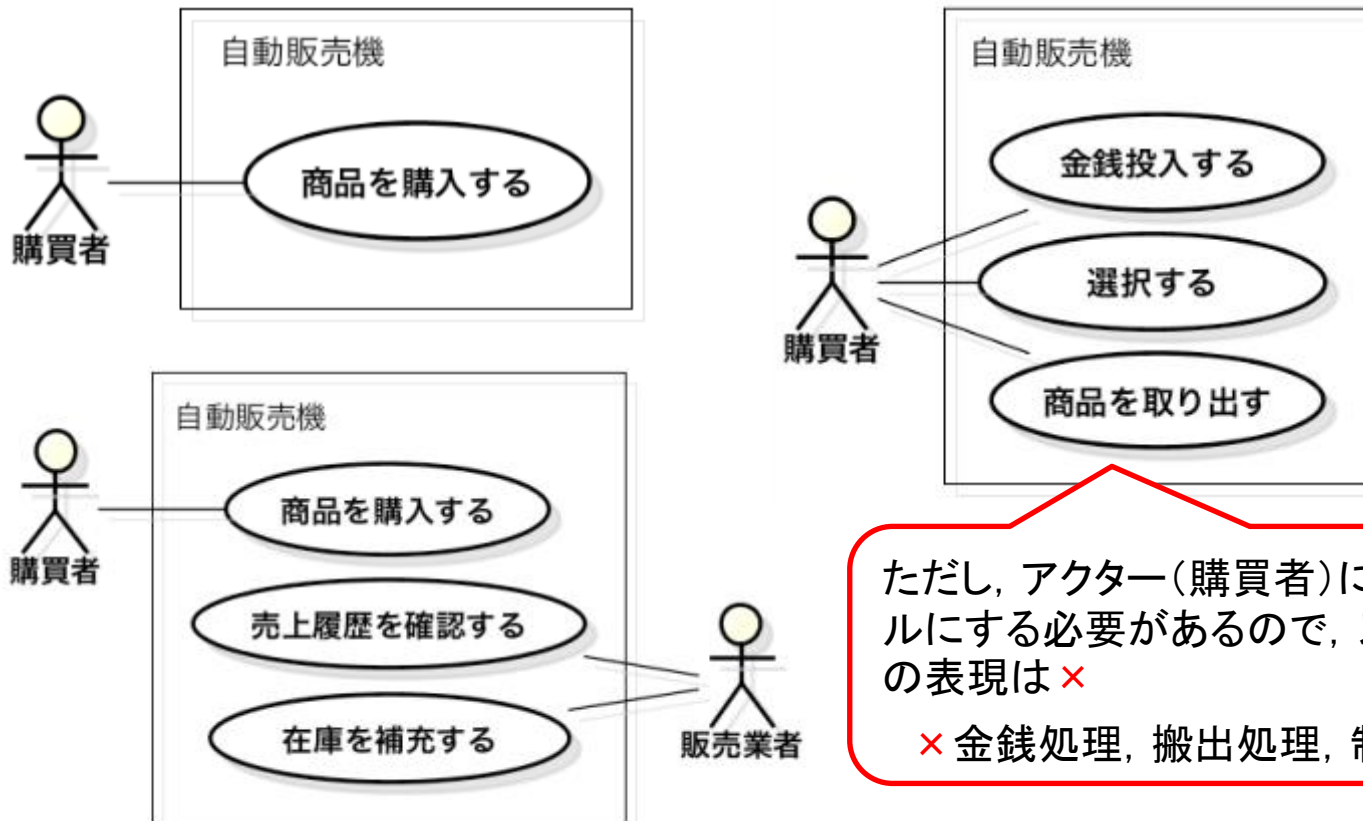 自動販売機
商品を購入する
購買者
自動販売機
金銭投入する
選択する
商品を取り出す
購買者
自動販売機
商品を購入する
売上履歴を確認する
在庫を補充する
購買者
販売業者
ただし，アクター（購買者）に
ルにする必要があるので，
の表現は×
×金銭処理，搬出処理，